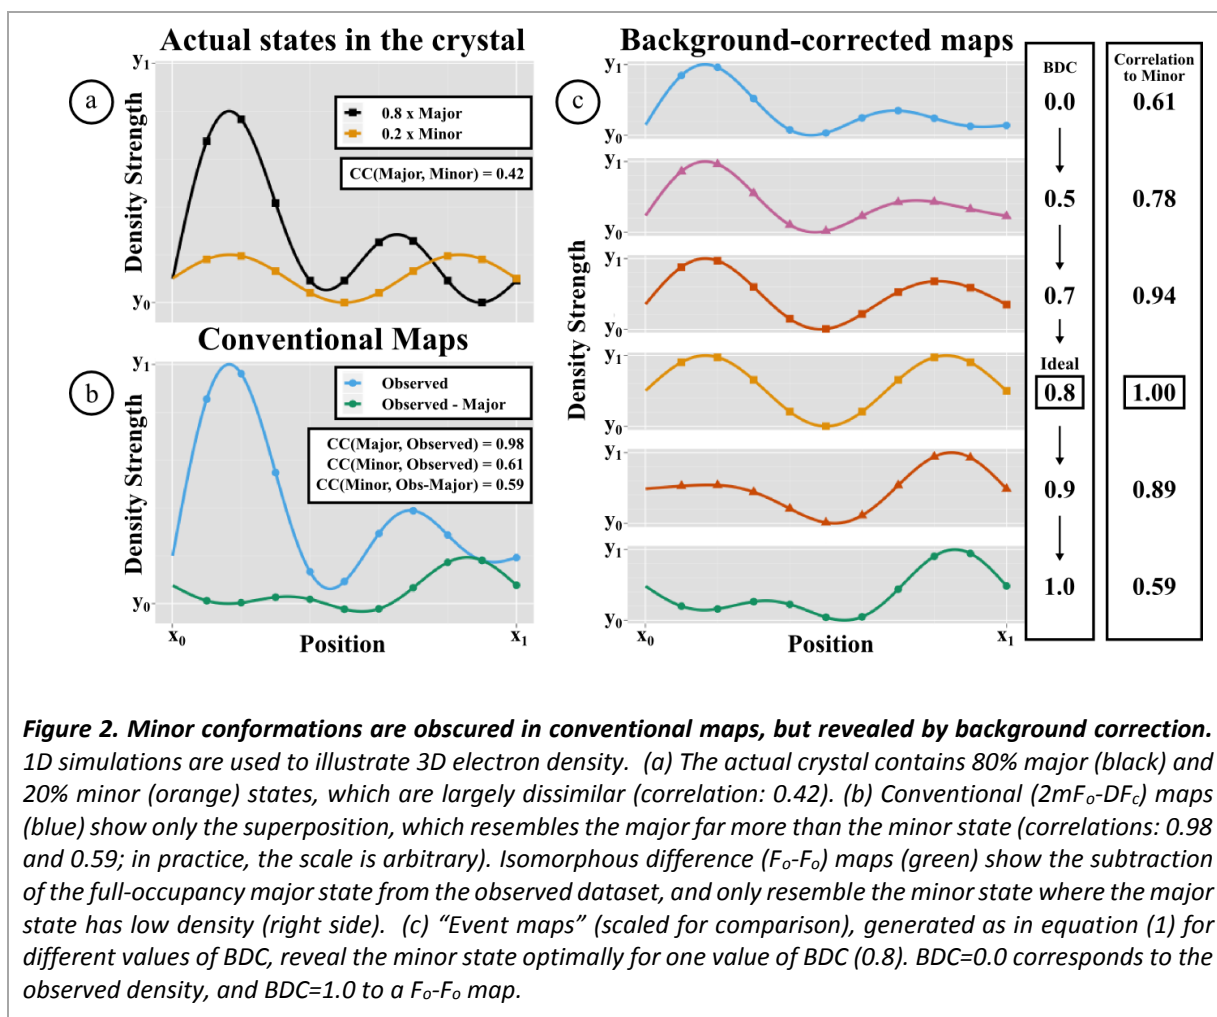 Actual states in the crystal
a
Density Strength
y1
y0
0.8 x Major
0.2 x Minor
CC(Major, Minor) = 0.42
Conventional Maps
b
Density Strength
y1
y0
Observed
Observed - Major
CC(Major, Observed) = 0.98
CC(Minor, Observed) = 0.61
CC(Minor, Obs-Major) = 0.59
x0
Position
x1
Background-corrected maps
c
Density Strength
y1
y0
y1
y0
y1
y0
y1
y0
y1
y0
y1
y0
x0
Position
x1
BDC
0.0
0.5
0.7
Ideal
0.8
0.9
1.0
Correlation
to Minor
0.61
0.78
0.94
1.00
0.89
0.59
Figure 2. Minor conformations are obscured in conventional maps, but revealed by background correction.
1D simulations are used to illustrate 3D electron density. (a) The actual crystal contains 80% major (black) and
20% minor (orange) states, which are largely dissimilar (correlation: 0.42). (b) Conventional (2mFo-DFc) maps
(blue) show only the superposition, which resembles the major far more than the minor state (correlations: 0.98
and 0.59; in practice, the scale is arbitrary). Isomorphous difference (Fo-Fo) maps (green) show the subtraction
of the full-occupancy major state from the observed dataset, and only resemble the minor state where the major
state has low density (right side). (c) “Event maps” (scaled for comparison), generated as in equation (1) for
different values of BDC, reveal the minor state optimally for one value of BDC (0.8). BDC=0.0 corresponds to the
observed density, and BDC=1.0 to a Fo-Fo map.